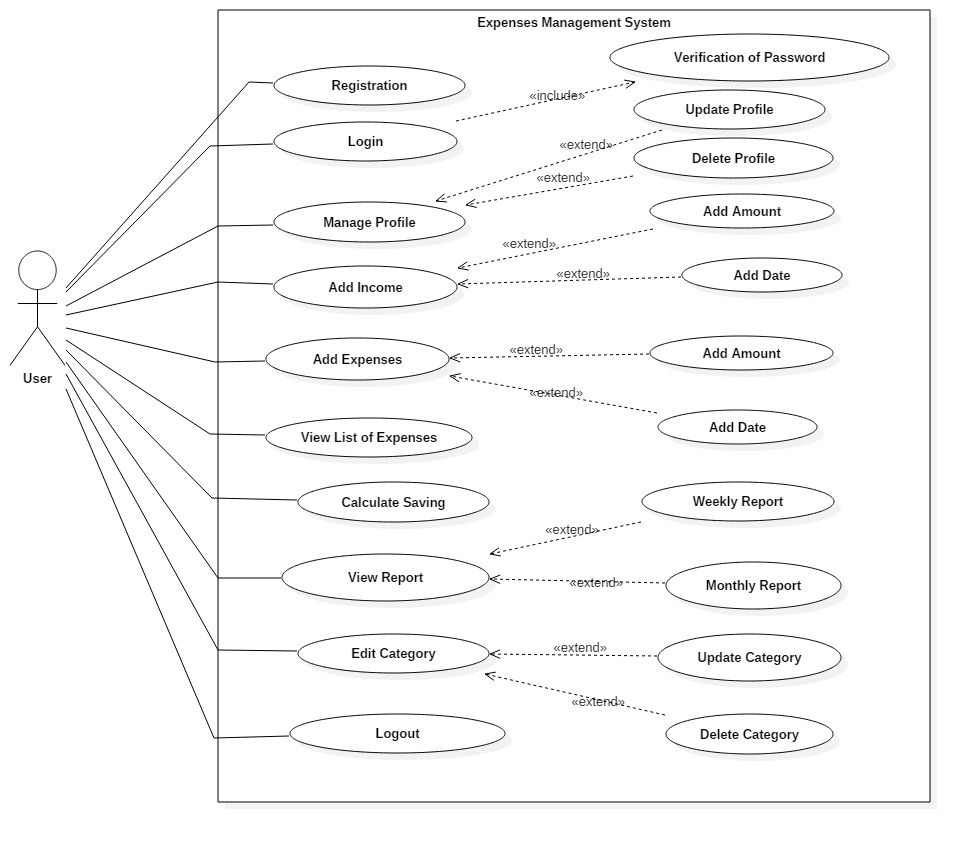 Expenses Management System
Verification of Password
Registration
«include»
Update Profile
Login
«extend»
Delete Profile
«extend»
Manage Profile
Add Amount
«extend»
Add Income
«extend»
Add Date
Add Expenses
«extend»
Add Amount
User
«extend»
Add Date
View List of Expenses
Calculate Saving
Weekly Report
«extend»
View Report
«extend»
Monthly Report
Edit Category
«extend»
Update Category
«extend»
Logout
Delete Category